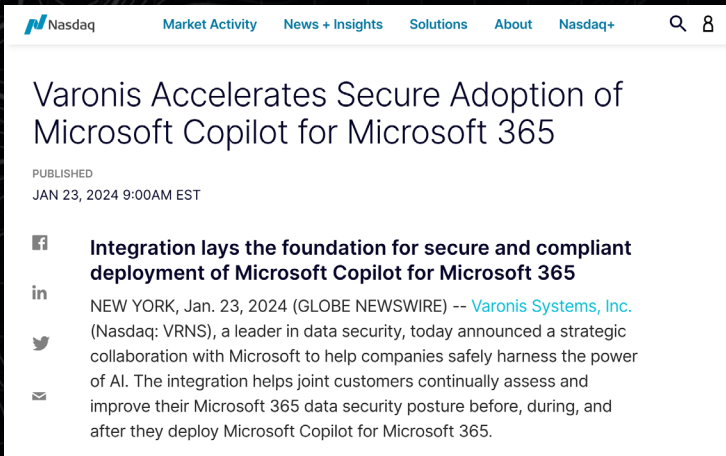 Nasdaq Market Activity News + Insights Solutions About Nasdaq+
Varonis Accelerates Secure Adoption of
Microsoft Copilot for Microsoft 365
PUBLISHED
JAN 23, 2024 9:00AM EST
Integration lays the foundation for secure and compliant
deployment of Microsoft Copilot for Microsoft 365
NEW YORK, Jan. 23, 2024 (GLOBE NEWSWIRE) -- Varonis Systems, Inc.
(Nasdaq: VRNS), a leader in data security, today announced a strategic
collaboration with Microsoft to help companies safely harness the power
of AI. The integration helps joint customers continually assess and
improve their Microsoft 365 data security posture before, during, and
after they deploy Microsoft Copilot for Microsoft 365.